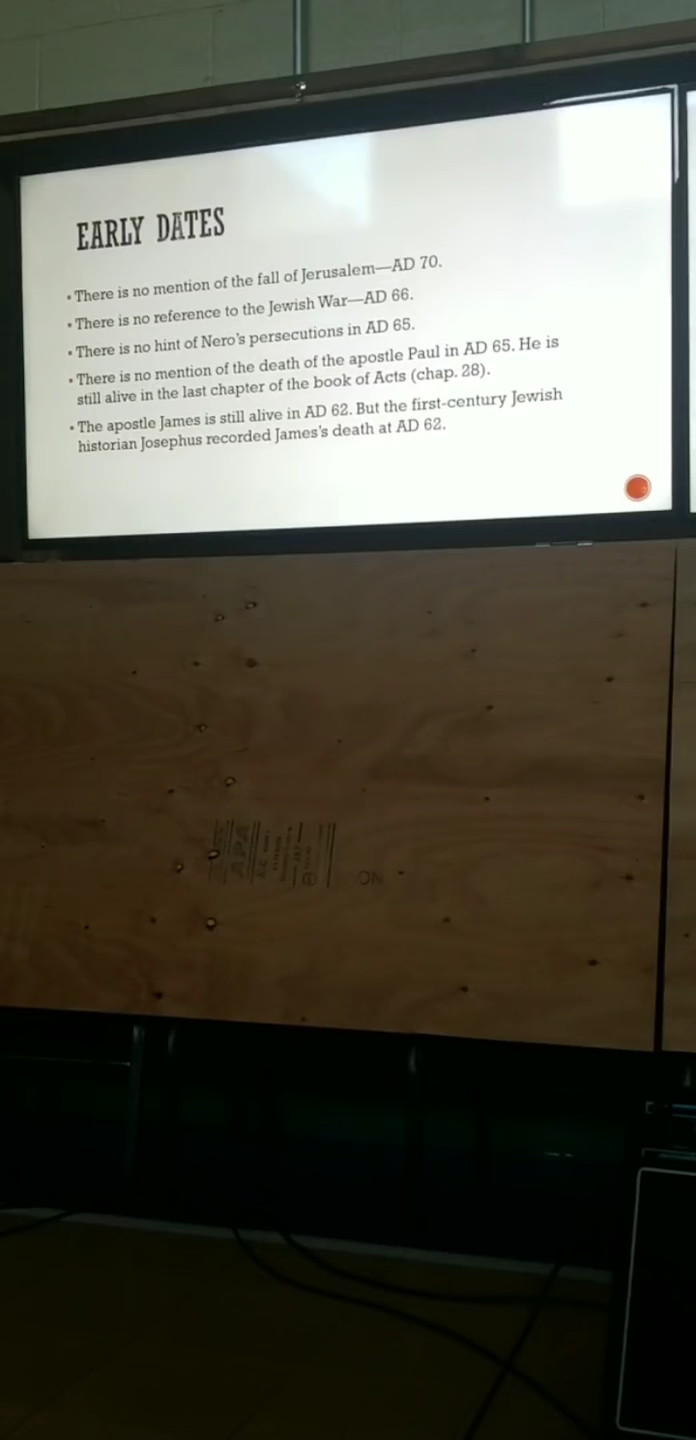 EARLY DATES
• There is no mention of the fall of Jerusalem—AD 70.
• There is no reference to the Jewish War—AD 66.
• There is no hint of Nero's persecutions in AD 65.
• There is no mention of the death of the apostle Paul in AD 65. He is
still alive in the last chapter of the book of Acts (chap. 28).
• The apostle James is still alive in AD 62. But the first-century Jewish
historian Josephus recorded James's death at AD 62.
APA